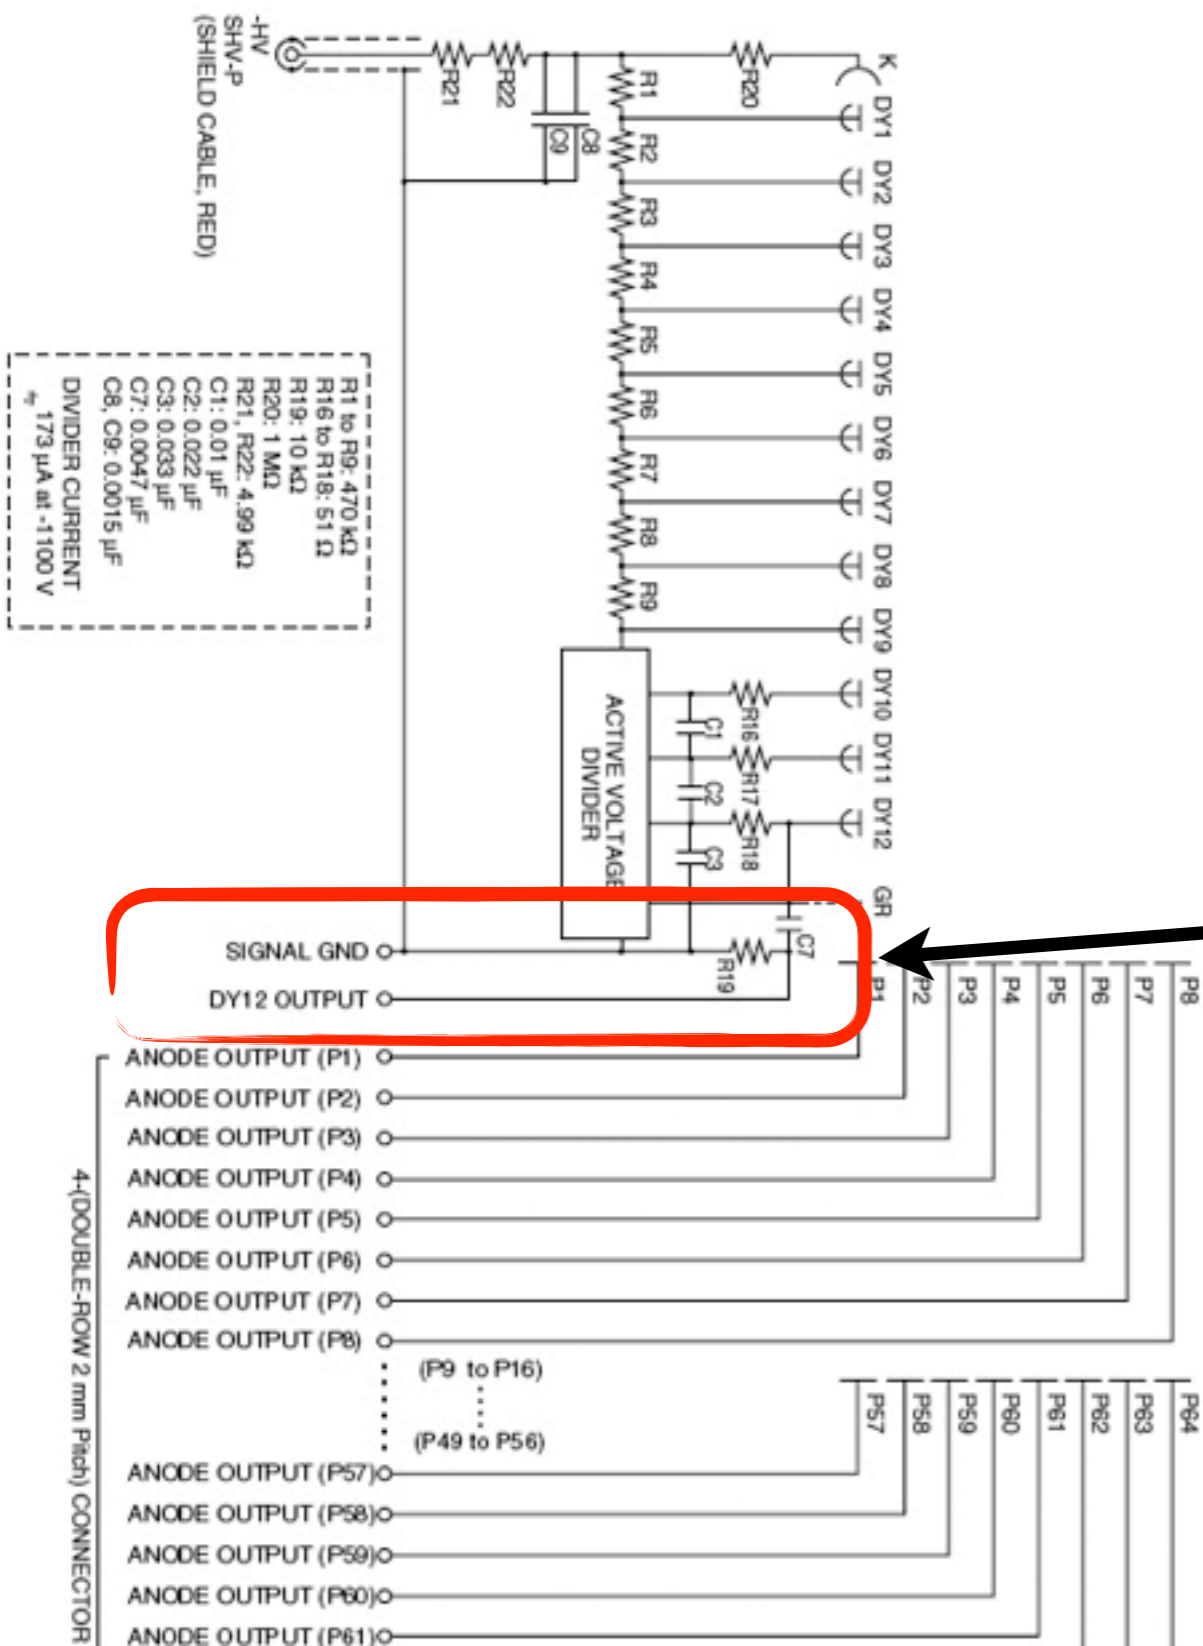 -HV
SHV-P
(SHIELD CABLE, RED)
R21
R22
C9
C8
R1
R2
R3
R4
R5
R6
R7
R8
R9
R20
K
DY1
DY2
DY3
DY4
DY5
DY6
DY7
DY8
DY9
DY10
DY11
DY12
GR
R1 to R9: 470 kΩ
R16 to R18: 51 Ω
R19: 10 kΩ
R20: 1 MΩ
R21, R22: 4.99 kΩ
C1: 0.01 μF
C2: 0.022 μF
C3: 0.033 μF
C7: 0.0047 μF
C8, C9: 0.0015 μF
DIVIDER CURRENT
173 μA at -1100 V
ACTIVE VOLTAGE
DIVIDER
C1
C2
C3
R16
R17
R18
C7
R19
SIGNAL GND
DY12 OUTPUT
P1
P2
P3
P4
P5
P6
P7
P8
ANODE OUTPUT (P1)
ANODE OUTPUT (P2)
ANODE OUTPUT (P3)
ANODE OUTPUT (P4)
ANODE OUTPUT (P5)
ANODE OUTPUT (P6)
ANODE OUTPUT (P7)
ANODE OUTPUT (P8)
(P9 to P16)
(P49 to P56)
P57
P58
P59
P60
P61
P62
P63
P64
ANODE OUTPUT (P57)
ANODE OUTPUT (P58)
ANODE OUTPUT (P59)
ANODE OUTPUT (P60)
ANODE OUTPUT (P61)
4-(DOUBLE-ROW 2 mm Pitch) CONNECTOR